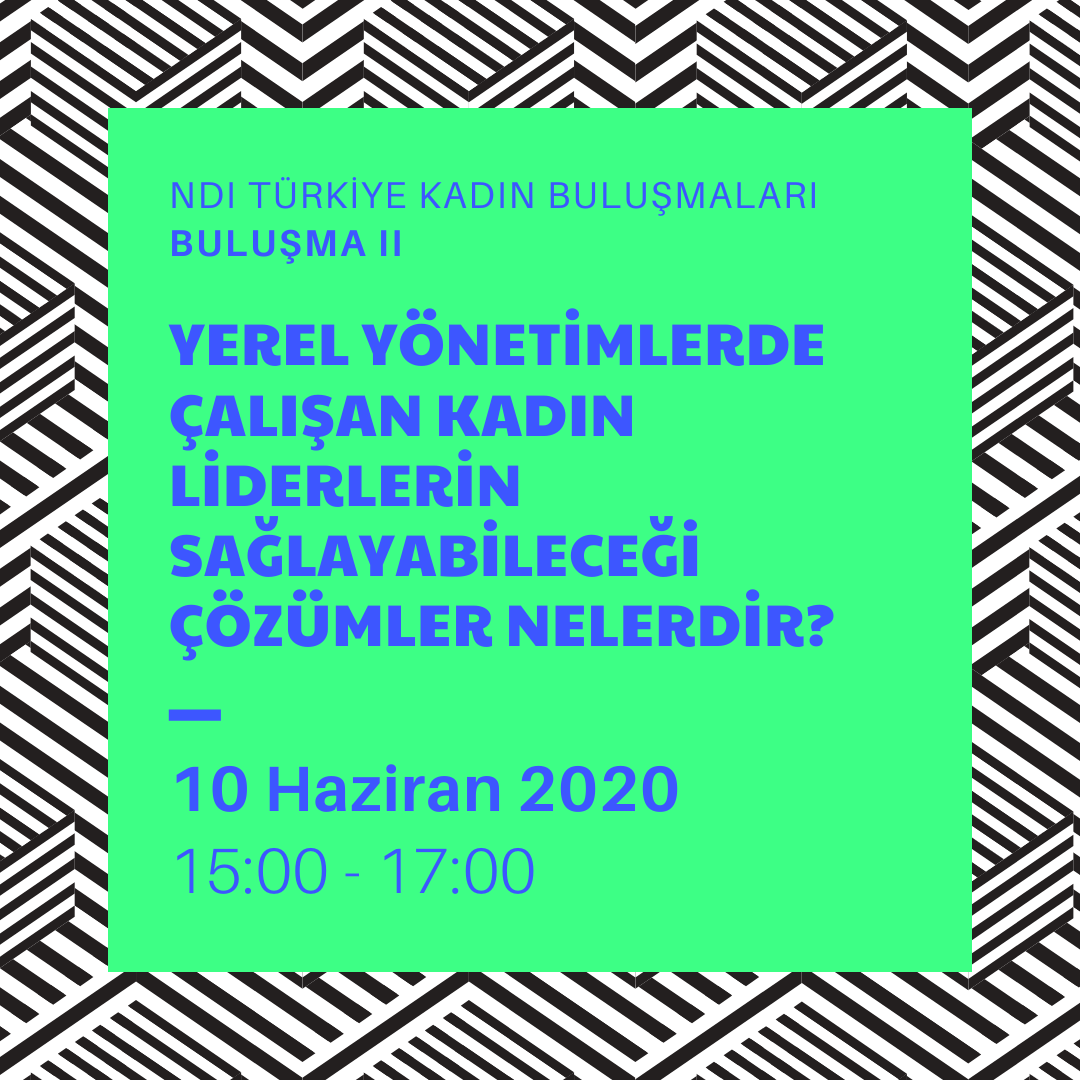 NDI TÜRKİYE KADIN BULUŞMALARI
BULUŞMA II
YEREL YÖNETİMLERDE
ÇALIŞAN KADIN
LİDERLERİN
SAĞLAYABİLECEĞİ
ÇÖZÜMLER NELERDİR?
10 Haziran 2020
15:00 - 17:00